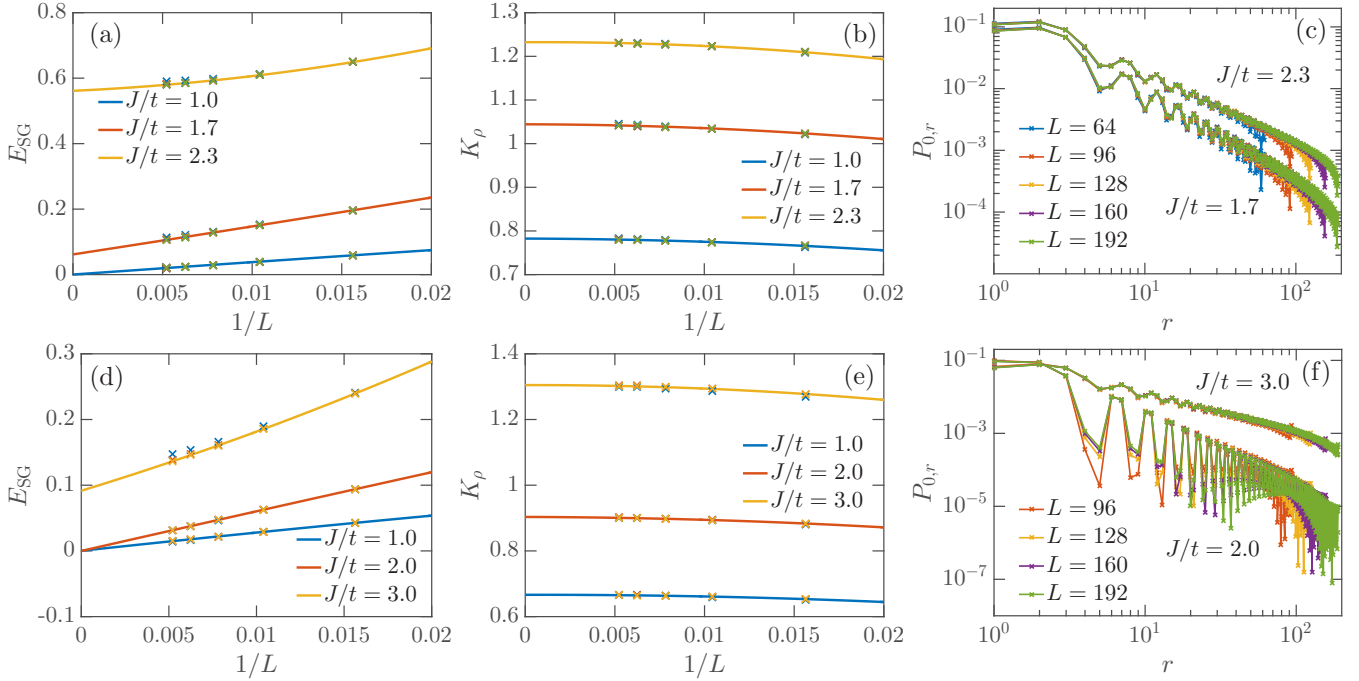 (a)
E_SG
0.8
0.6
0.4
0.2
0
J/t = 1.0
J/t = 1.7
J/t = 2.3
0 0.005 0.01 0.015 0.02
1/L
(b)
K_ρ
1.3
1.2
1.1
1
0.9
0.8
0.7
J/t = 1.0
J/t = 1.7
J/t = 2.3
0 0.005 0.01 0.015 0.02
1/L
(c)
P_{0,r}
10^{-1}
10^{-2}
10^{-3}
10^{-4}
J/t = 2.3
L = 64
L = 96
L = 128
L = 160
L = 192
J/t = 1.7
10^0 10^1 10^2
r
(d)
E_SG
0.3
0.2
0.1
0
-0.1
J/t = 1.0
J/t = 2.0
J/t = 3.0
0 0.005 0.01 0.015 0.02
1/L
(e)
K_ρ
1.4
1.2
1
0.8
0.6
J/t = 1.0
J/t = 2.0
J/t = 3.0
0 0.005 0.01 0.015 0.02
1/L
(f)
P_{0,r}
10^{-1}
10^{-3}
10^{-5}
10^{-7}
J/t = 3.0
L = 96
L = 128
L = 160
L = 192
J/t = 2.0
10^0 10^1 10^2
r